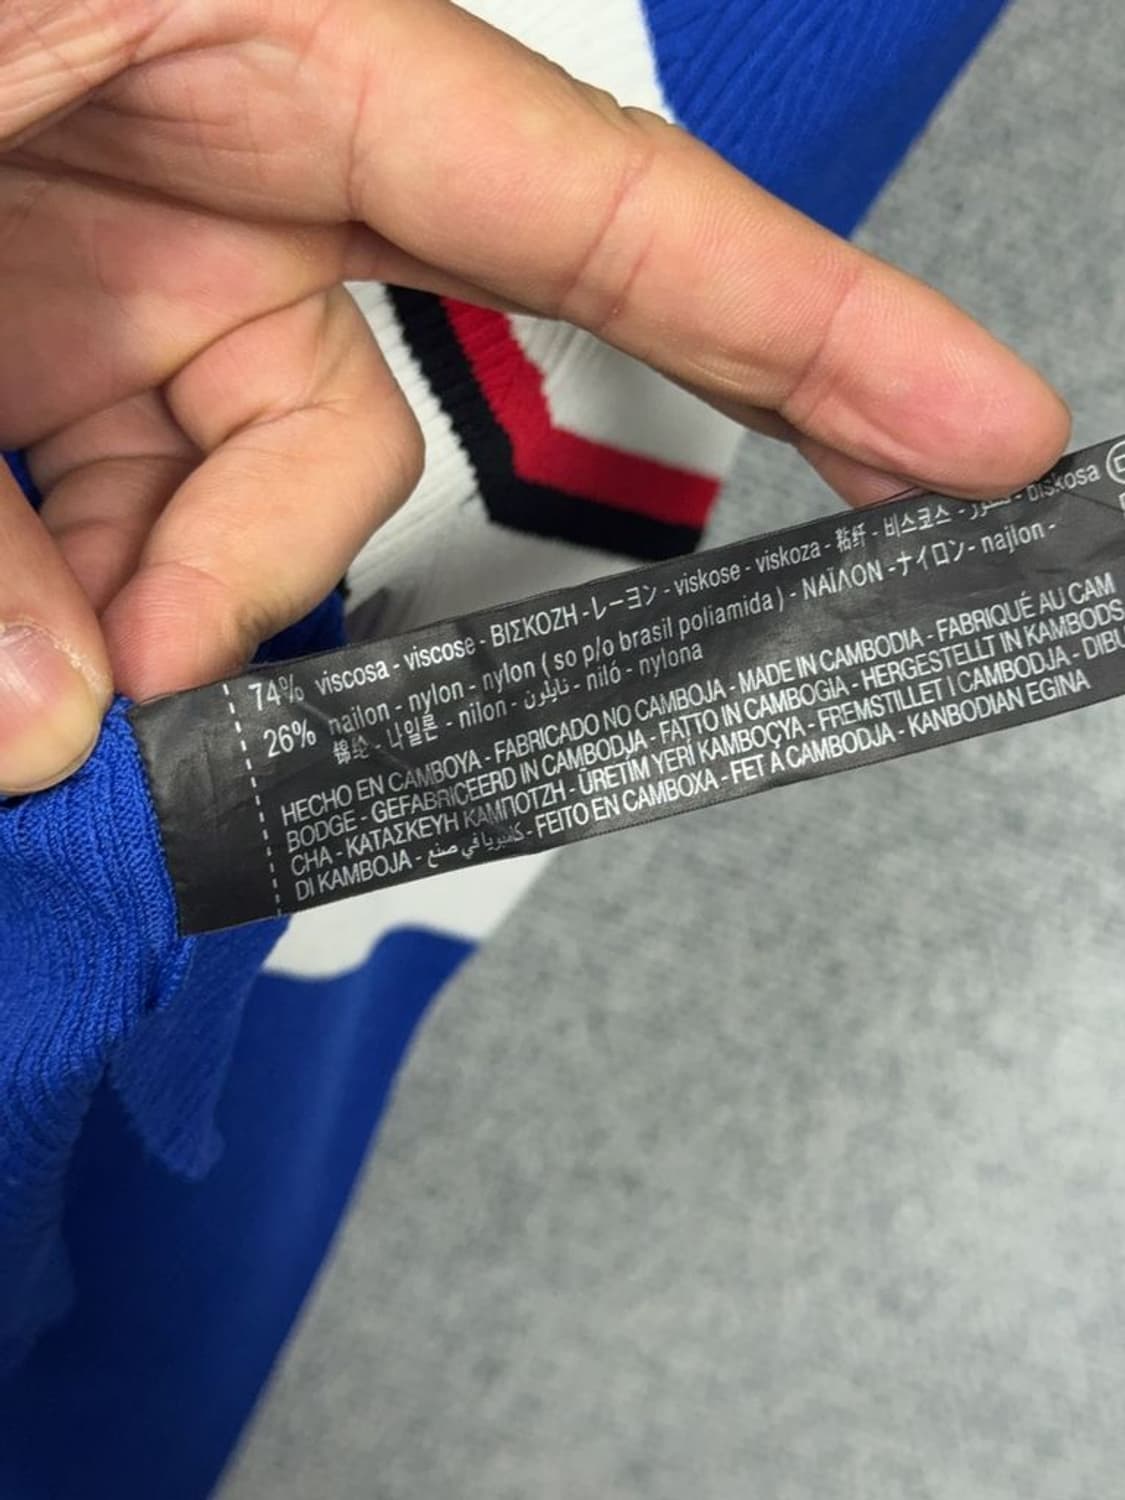 74% viscosa - viscose - ΒΙΣΚΟΖΗ - レーヨン - viskose - viskoza - 粘纤 - 비스코스 - - biskosa
26% nailon - nylon - nylon ( so p/o brasil poliamida ) - ΝΑΪΛΟΝ - ナイロン - najlon -
锦纶 - 나일론 - nilon - نايلون - niló - nylona
HECHO EN CAMBOYA - FABRICADO NO CAMBOJA - MADE IN CAMBODIA - FABRIQUÉ AU CAM
BODGE - GEFABRICEERD IN CAMBODJA - FATTO IN CAMBOGIA - HERGESTELLT IN KAMBODS
CHA - ΚΑΤΑΣΚΕΥΗ ΚΑΜΠΟΤΖΗ - ÜRETİM YERİ KAMBOÇYA - FREMSTILLET I CAMBODJA - DIBU
DI KAMBOJA - كمبوديا في صنع - FEITO EN CAMBOXA - FET A CAMBODJA - KANBODIAN EGINA